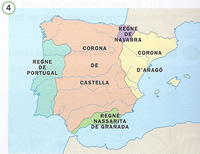 4
REGNE
DE
NAVARRA
CORONA
DE
CASTELLA
CORONA
D'ARAGÓ
REGNE
DE
PORTUGAL
REGNE
NASSARITA
DE GRANADA